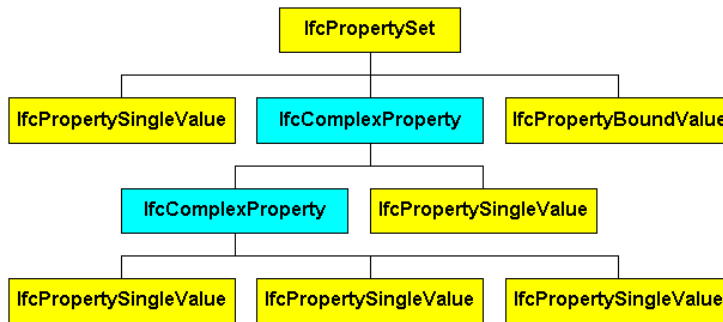 IfcPropertySet
IfcPropertySingleValue
IfcComplexProperty
IfcPropertyBoundValue
IfcComplexProperty
IfcPropertySingleValue
IfcPropertySingleValue
IfcPropertySingleValue
IfcPropertySingleValue